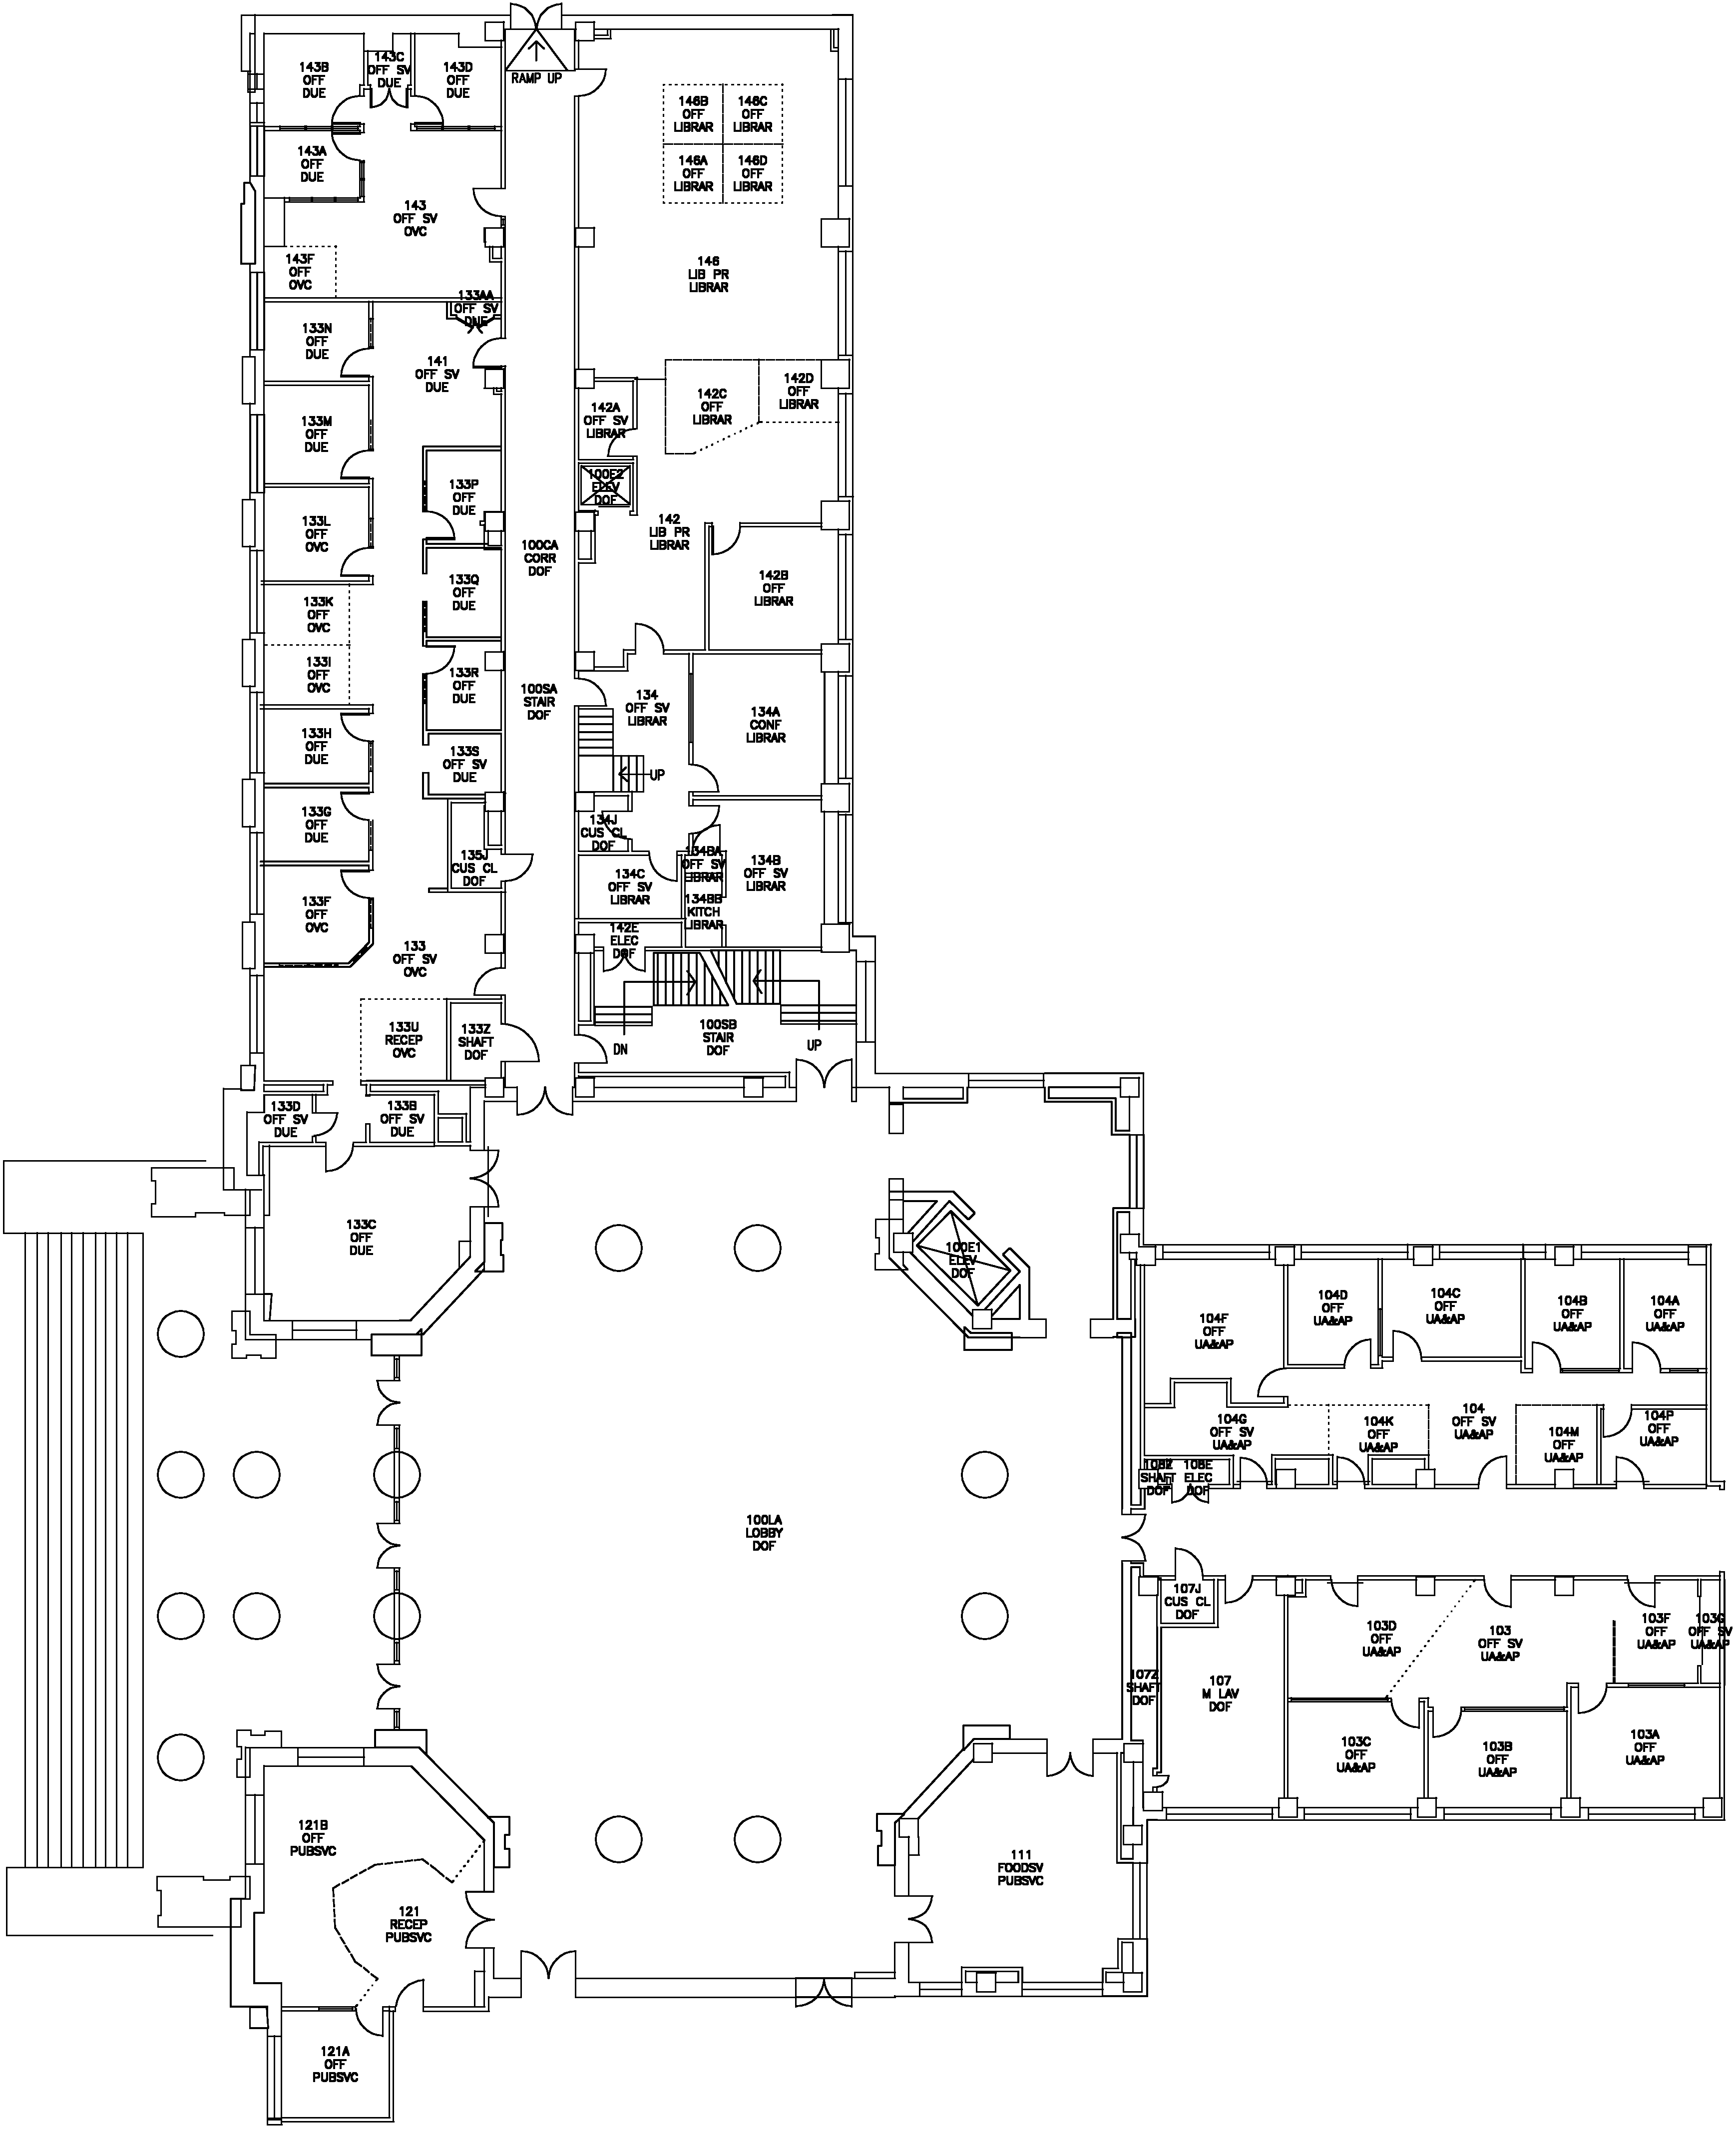 143B
OFF
DUE
143C
OFF SV
DUE
143D
OFF
DUE
RAMP UP
146B
OFF
LIBRAR
146C
OFF
LIBRAR
143A
OFF
DUE
146A
OFF
LIBRAR
146D
OFF
LIBRAR
143
OFF SV
OVC
143F
OFF
OVC
146
LIB PR
LIBRAR
133AA
OFF SV
DUE
133N
OFF
DUE
141
OFF SV
DUE
142A
OFF SV
LIBRAR
142C
OFF
LIBRAR
142D
OFF
LIBRAR
133M
OFF
DUE
133P
OFF
DUE
100E2
ELEV
DOF
133L
OFF
OVC
142
LIB PR
LIBRAR
100CA
CORR
DOF
133Q
OFF
DUE
142B
OFF
LIBRAR
133K
OFF
OVC
133I
OFF
OVC
133R
OFF
DUE
100SA
STAIR
DOF
134
OFF SV
LIBRAR
134A
CONF
LIBRAR
133H
OFF
DUE
133S
OFF SV
DUE
UP
133G
OFF
DUE
134J
CUS CL
DOF
135J
CUS CL
DOF
134BA
OFF SV
LIBRAR
134B
OFF SV
LIBRAR
134C
OFF SV
LIBRAR
133F
OFF
OVC
134BB
KITCH
LIBRAR
142E
ELEC
DOF
133
OFF SV
OVC
133U
RECEP
OVC
133Z
SHAFT
DOF
DN
100SB
STAIR
DOF
UP
133D
OFF SV
DUE
133B
OFF SV
DUE
133C
OFF
DUE
100E1
ELEV
DOF
104F
OFF
UA&AP
104D
OFF
UA&AP
104C
OFF
UA&AP
104B
OFF
UA&AP
104A
OFF
UA&AP
104G
OFF SV
UA&AP
104K
OFF
UA&AP
104
OFF SV
UA&AP
104M
OFF
UA&AP
104P
OFF
UA&AP
108Z
SHAFT
DOF
108E
ELEC
DOF
100LA
LOBBY
DOF
107J
CUS CL
DOF
103D
OFF
UA&AP
103
OFF SV
UA&AP
103F
OFF
UA&AP
103G
OFF SV
UA&AP
107Z
SHAFT
DOF
107
M LAV
DOF
103C
OFF
UA&AP
103B
OFF
UA&AP
103A
OFF
UA&AP
121B
OFF
PUBSVC
111
FOODSV
PUBSVC
121
RECEP
PUBSVC
121A
OFF
PUBSVC